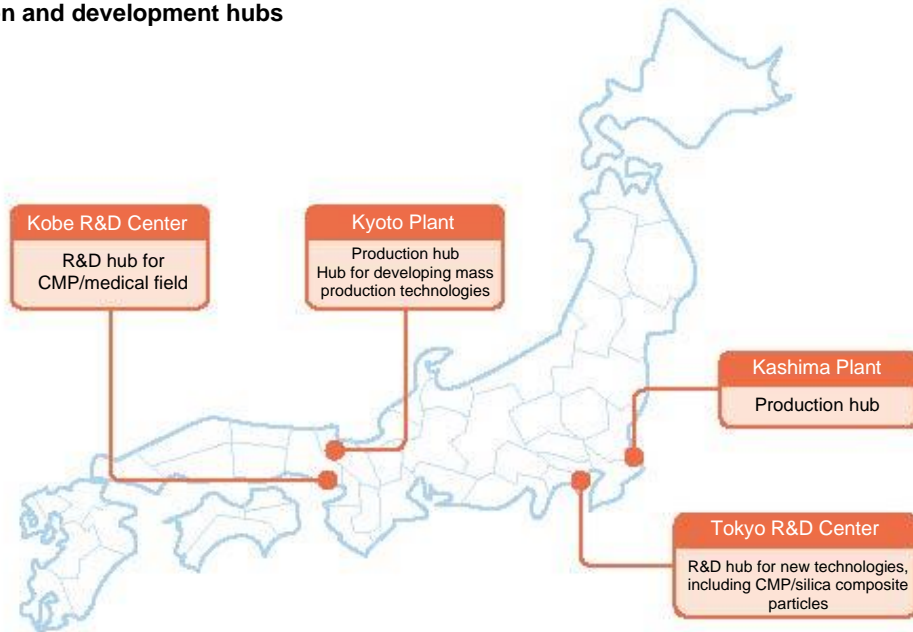 on and development hubs
Kobe R&D Center
R&D hub for
CMP/medical field
Kyoto Plant
Production hub
Hub for developing mass
production technologies
Kashima Plant
Production hub
Tokyo R&D Center
R&D hub for new technologies,
including CMP/silica composite
particles